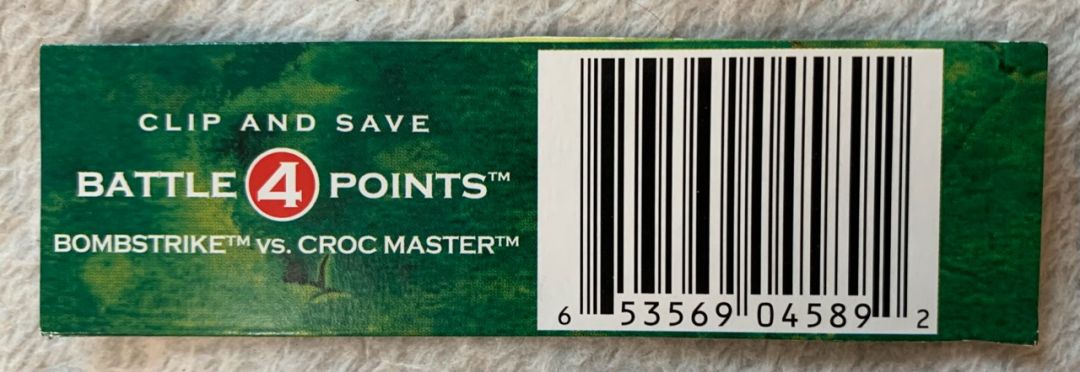 CLIP AND SAVE
BATTLE 4 POINTS™
BOMBSTRIKE™ vs. CROC MASTER™
6 53569 04589 2